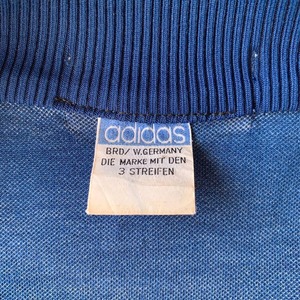 adidas
BRD/ W.GERMANY
DIE MARKE MIT DEN
3 STREIFEN